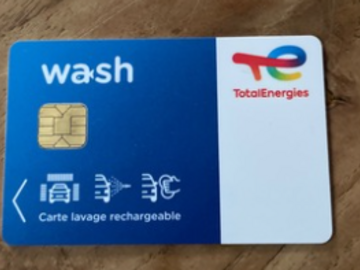 wash
TotalEnergies
Carte lavage rechargeable